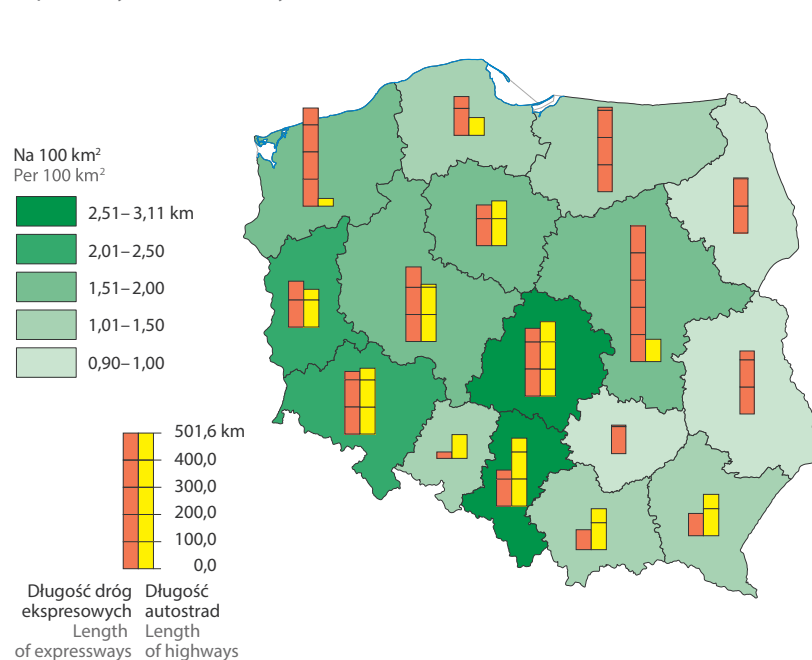 Na 100 km²
Per 100 km²
2,51–3,11 km
2,01–2,50
1,51–2,00
1,01–1,50
0,90–1,00
501,6 km
400,0
300,0
200,0
100,0
0,0
Długość dróg ekspresowych
Length of expressways
Długość autostrad
Length of highways